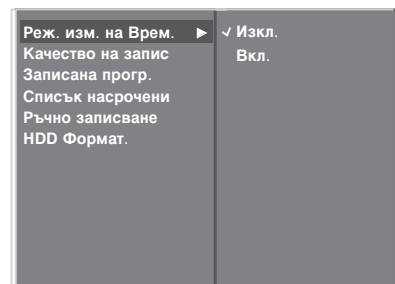 Реж. изм. на Врем. ▶ ✓ Изкл.
Качество на запис Вкл.
Записана прогр.
Списък насрочени
Ръчно записване
HDD Формат.